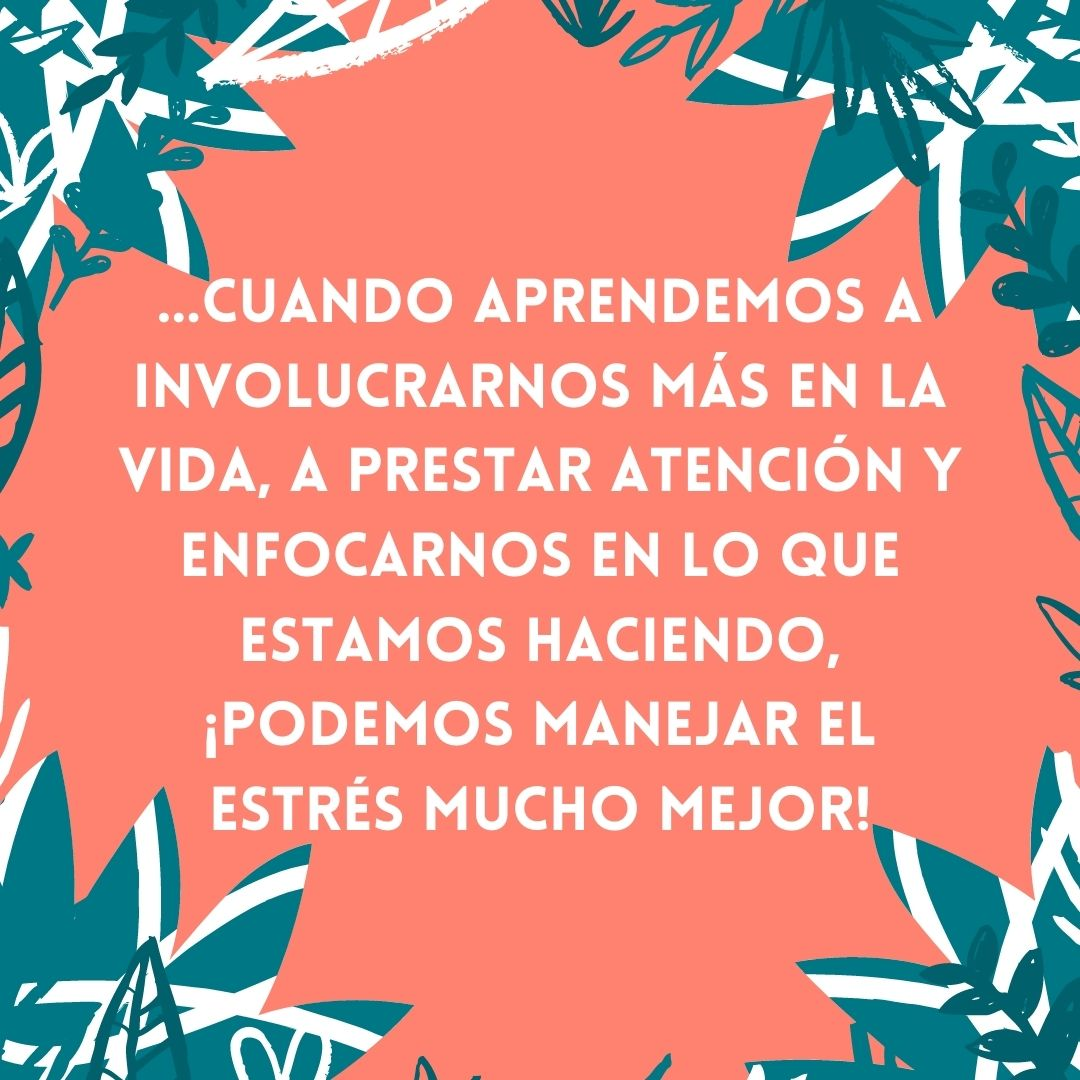 ...CUANDO APRENDEMOS A
INVOLUCRARNOS MÁS EN LA
VIDA, A PRESTAR ATENCIÓN Y
ENFOCARNOS EN LO QUE
ESTAMOS HACIENDO,
¡PODEMOS MANEJAR EL
ESTRÉS MUCHO MEJOR!